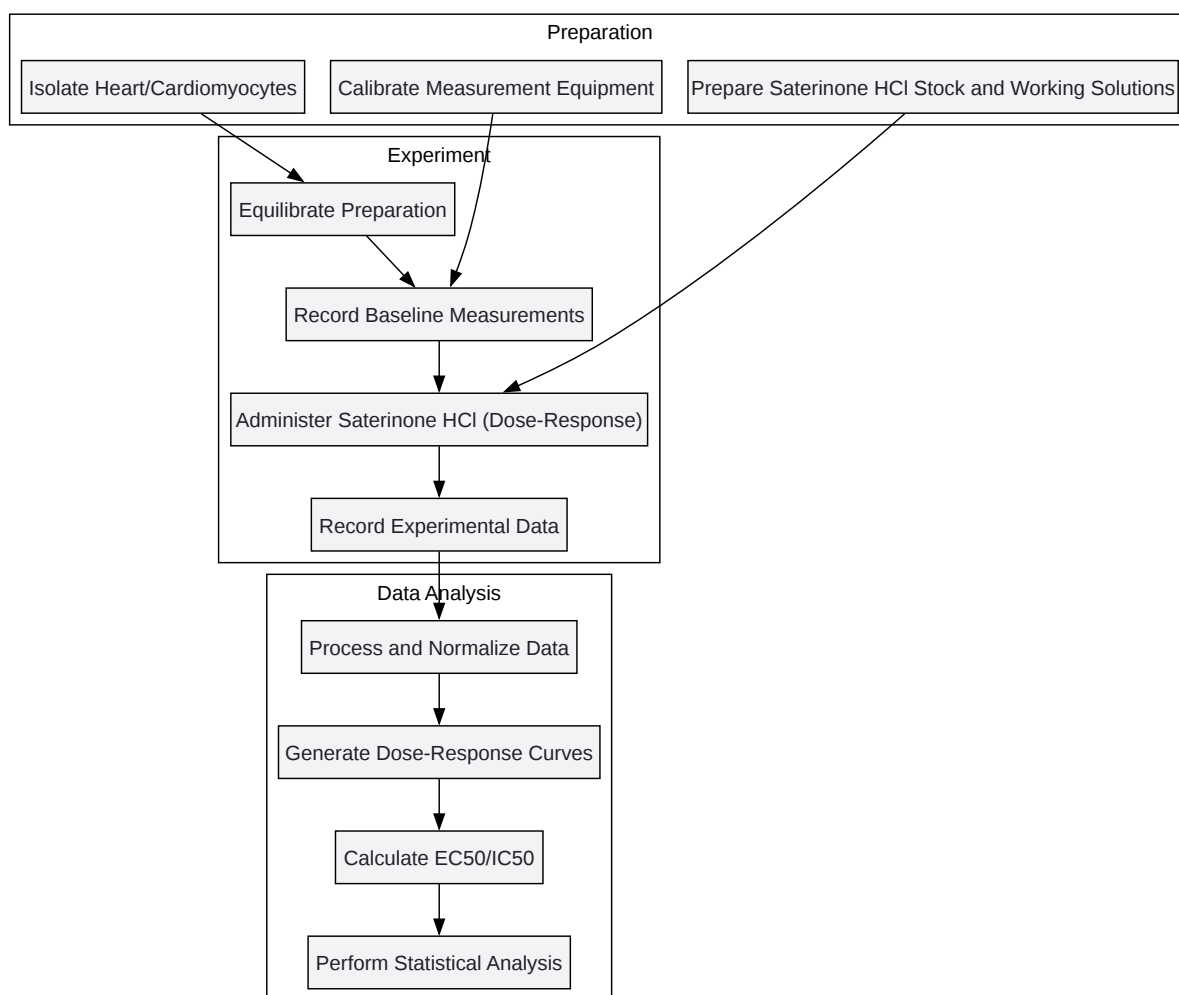 Preparation
Isolate Heart/Cardiomyocytes
Calibrate Measurement Equipment
Prepare Saterinone HCl Stock and Working Solutions
Experiment
Equilibrate Preparation
Record Baseline Measurements
Administer Saterinone HCl (Dose-Response)
Record Experimental Data
Data Analysis
Process and Normalize Data
Generate Dose-Response Curves
Calculate EC50/IC50
Perform Statistical Analysis